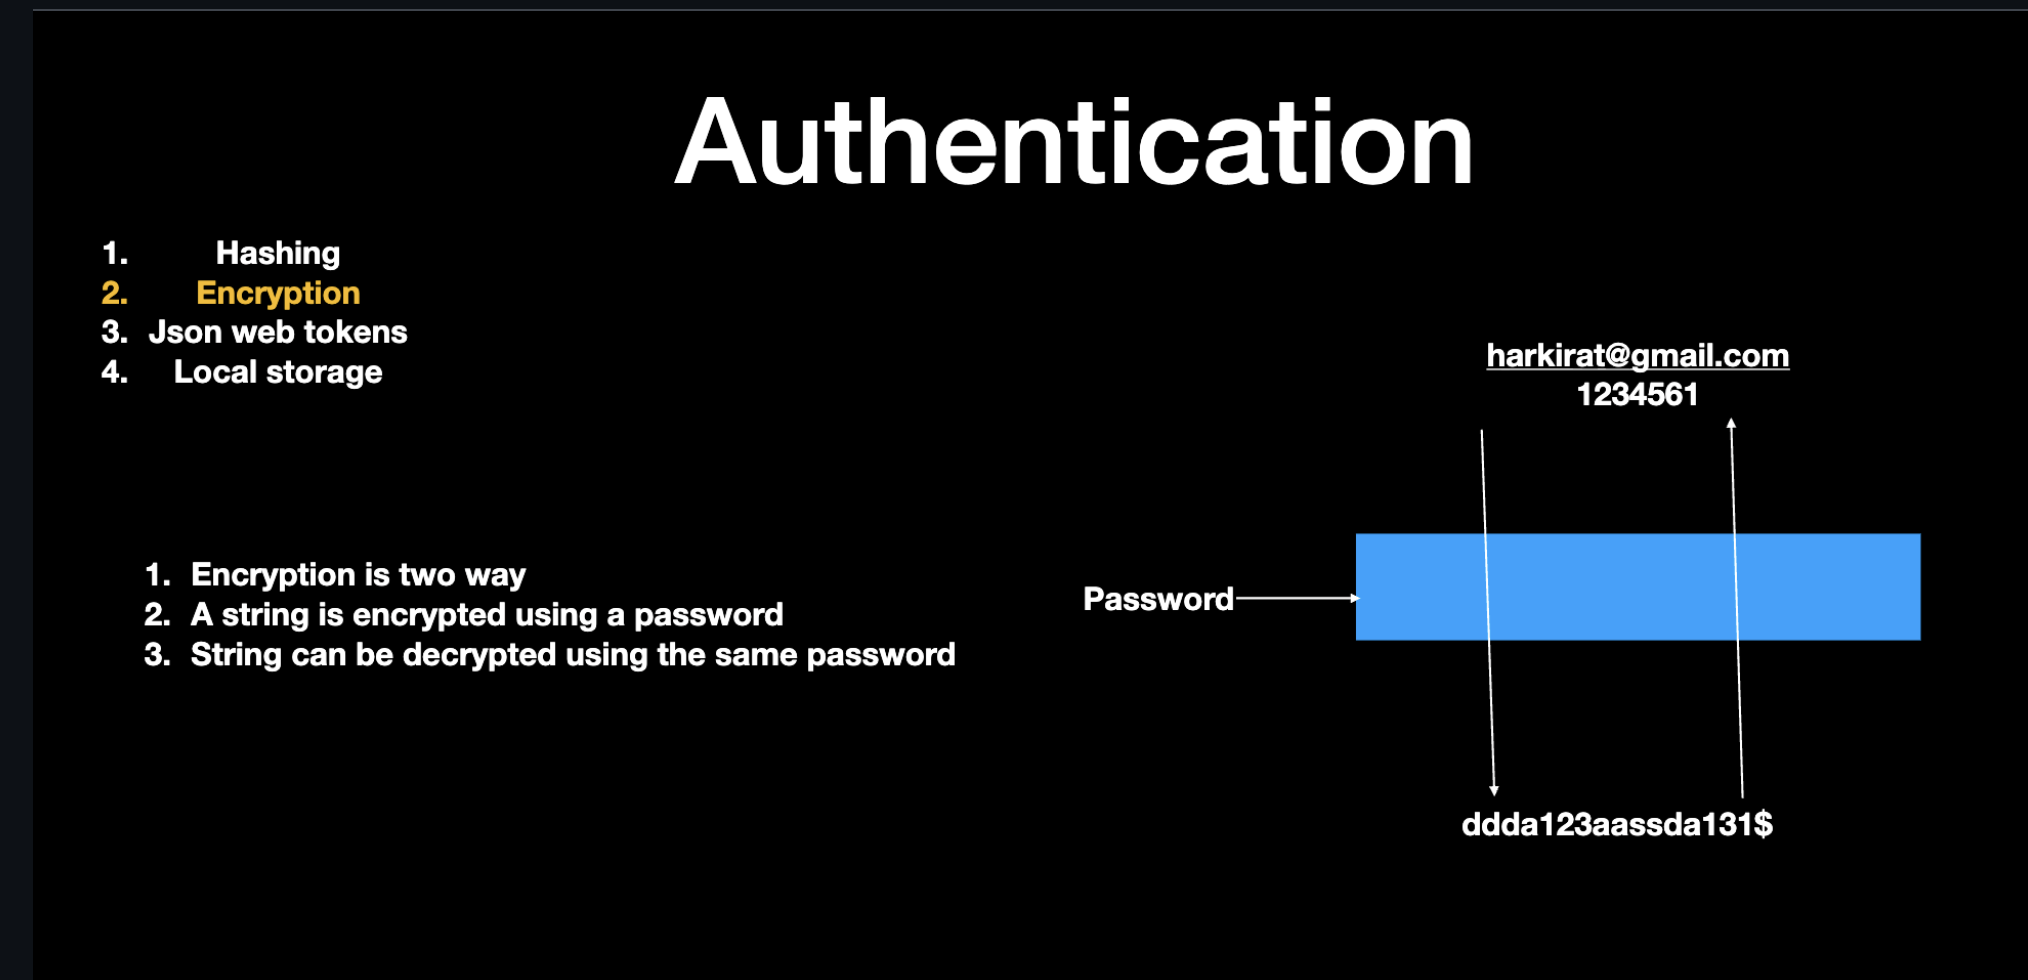 Authentication
1. Hashing
2. Encryption
3. Json web tokens
4. Local storage
harkirat@gmail.com
1234561
1. Encryption is two way
2. A string is encrypted using a password
3. String can be decrypted using the same password
Password
ddda123aassda131$